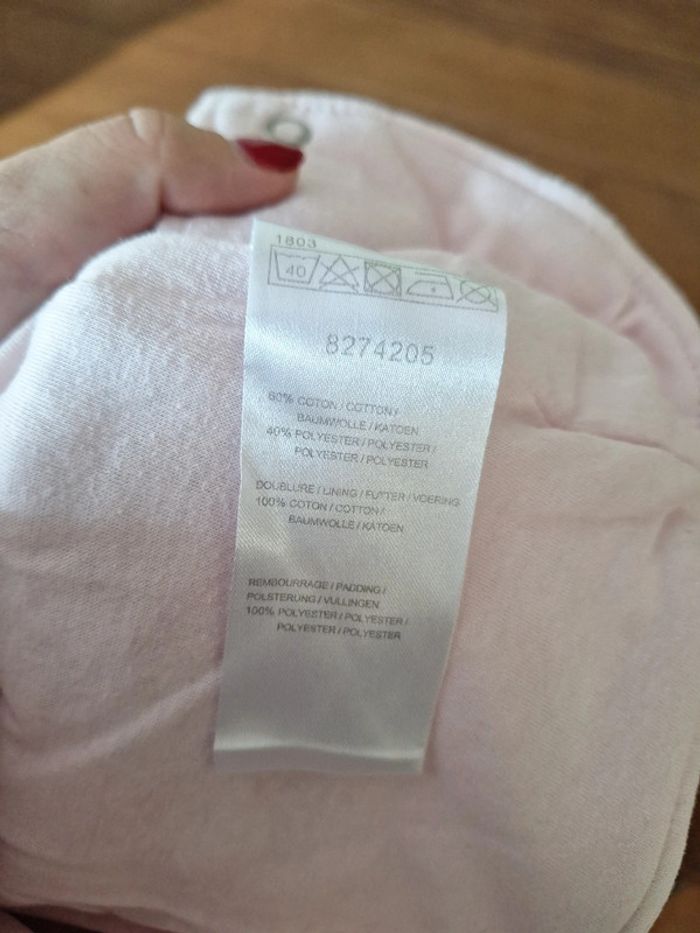 1803
40
8274205
60% COTON / COTTON /
BAUMWOLLE / KATOEN
40% POLYESTER / POLYESTER /
POLYESTER / POLYESTER
DOUBLURE / LINING / FUTTER / VOERING
100% COTON / COTTON /
BAUMWOLLE / KATOEN
REMBOURRAGE / PADDING /
POLSTERUNG / VULLINGEN
100% POLYESTER / POLYESTER /
POLYESTER / POLYESTER